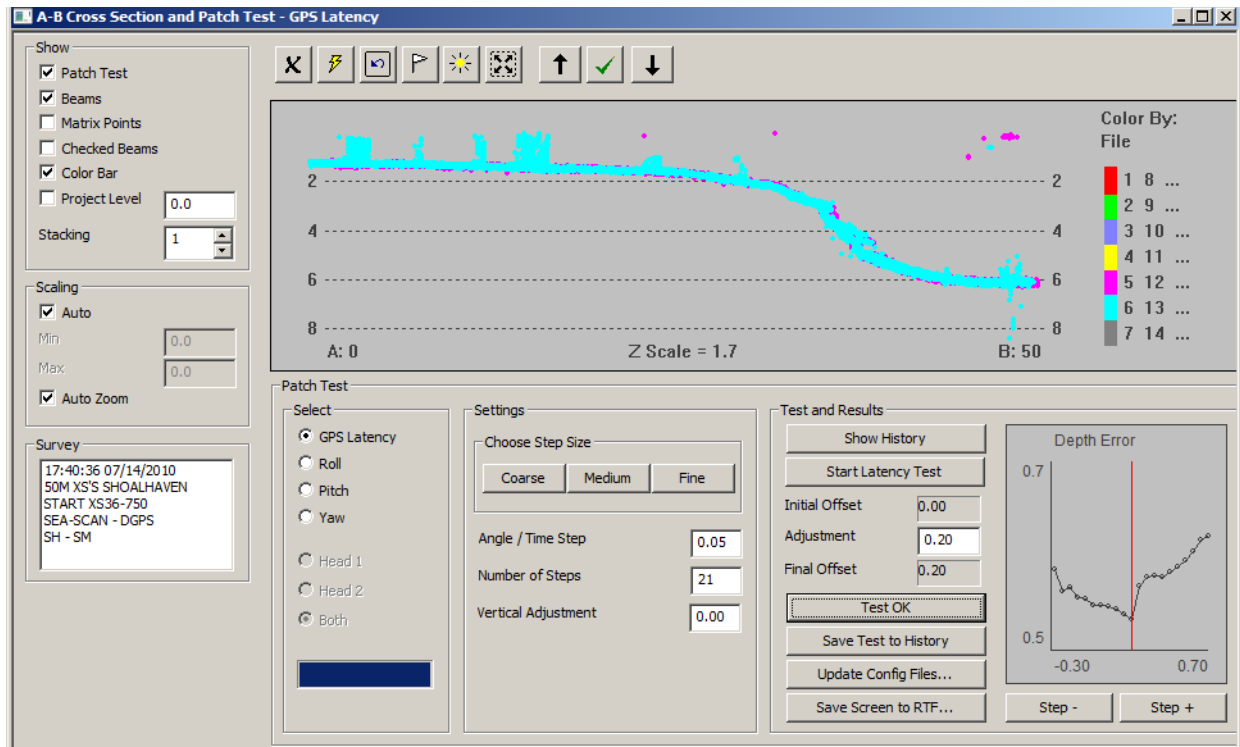 A-B Cross Section and Patch Test - GPS Latency
Show
Patch Test
Beams
Matrix Points
Checked Beams
Color Bar
Project Level 0.0
Stacking 1
Scaling
Auto
Min 0.0
Max 0.0
Auto Zoom
Survey
17:40:36 07/14/2010
50M XS'S SHOALHAVEN
START XS36-750
SEA-SCAN - DGPS
SH - SM
2 2
4 4
6 6
8 8
A: 0 Z Scale = 1.7 B: 50
Color By:
File
1 8 ...
2 9 ...
3 10 ...
4 11 ...
5 12 ...
6 13 ...
7 14 ...
Patch Test
Select
GPS Latency
Roll
Pitch
Yaw
Head 1
Head 2
Both
Settings
Choose Step Size
Coarse Medium Fine
Angle / Time Step 0.05
Number of Steps 21
Vertical Adjustment 0.00
Test and Results
Show History
Start Latency Test
Initial Offset 0.00
Adjustment 0.20
Final Offset 0.20
Test OK
Save Test to History
Update Config Files...
Save Screen to RTF...
Depth Error
0.7
0.5
-0.30 0.70
Step - Step +